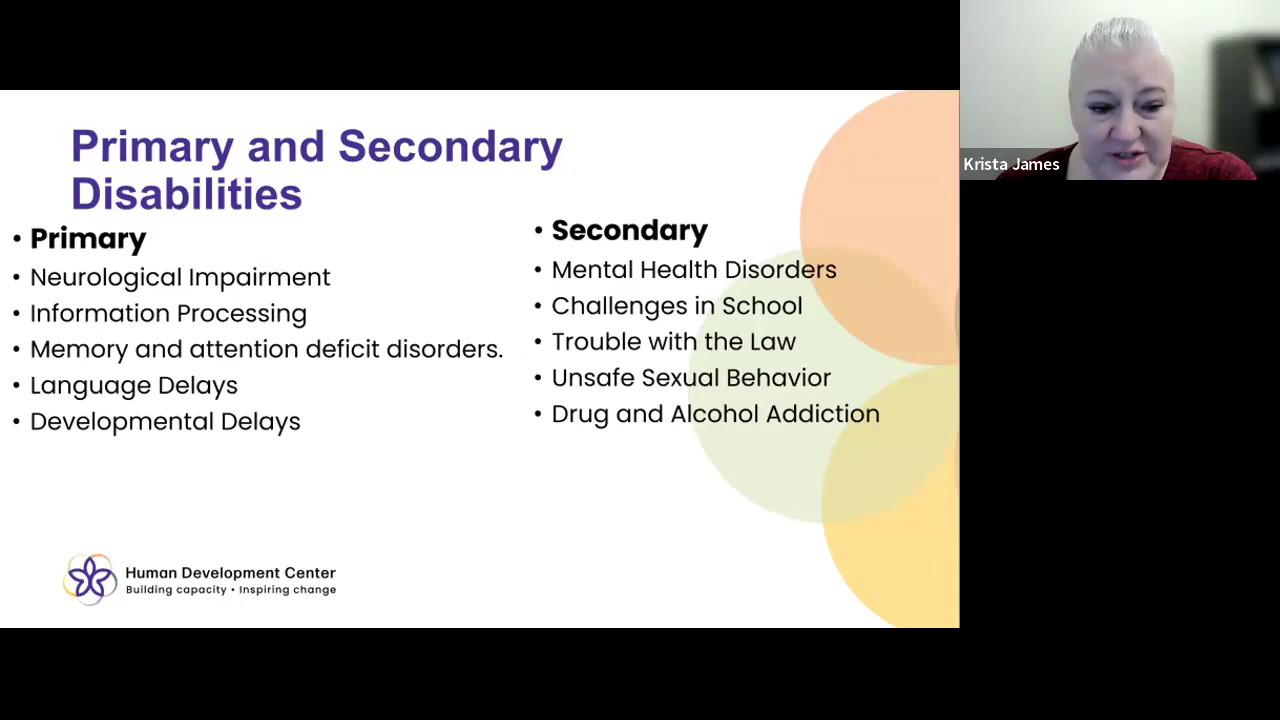 Primary and Secondary
Disabilities
• Primary
• Neurological Impairment
• Information Processing
• Memory and attention deficit disorders.
• Language Delays
• Developmental Delays
• Secondary
• Mental Health Disorders
• Challenges in School
• Trouble with the Law
• Unsafe Sexual Behavior
• Drug and Alcohol Addiction
Human Development Center
Building capacity • Inspiring change
Krista James